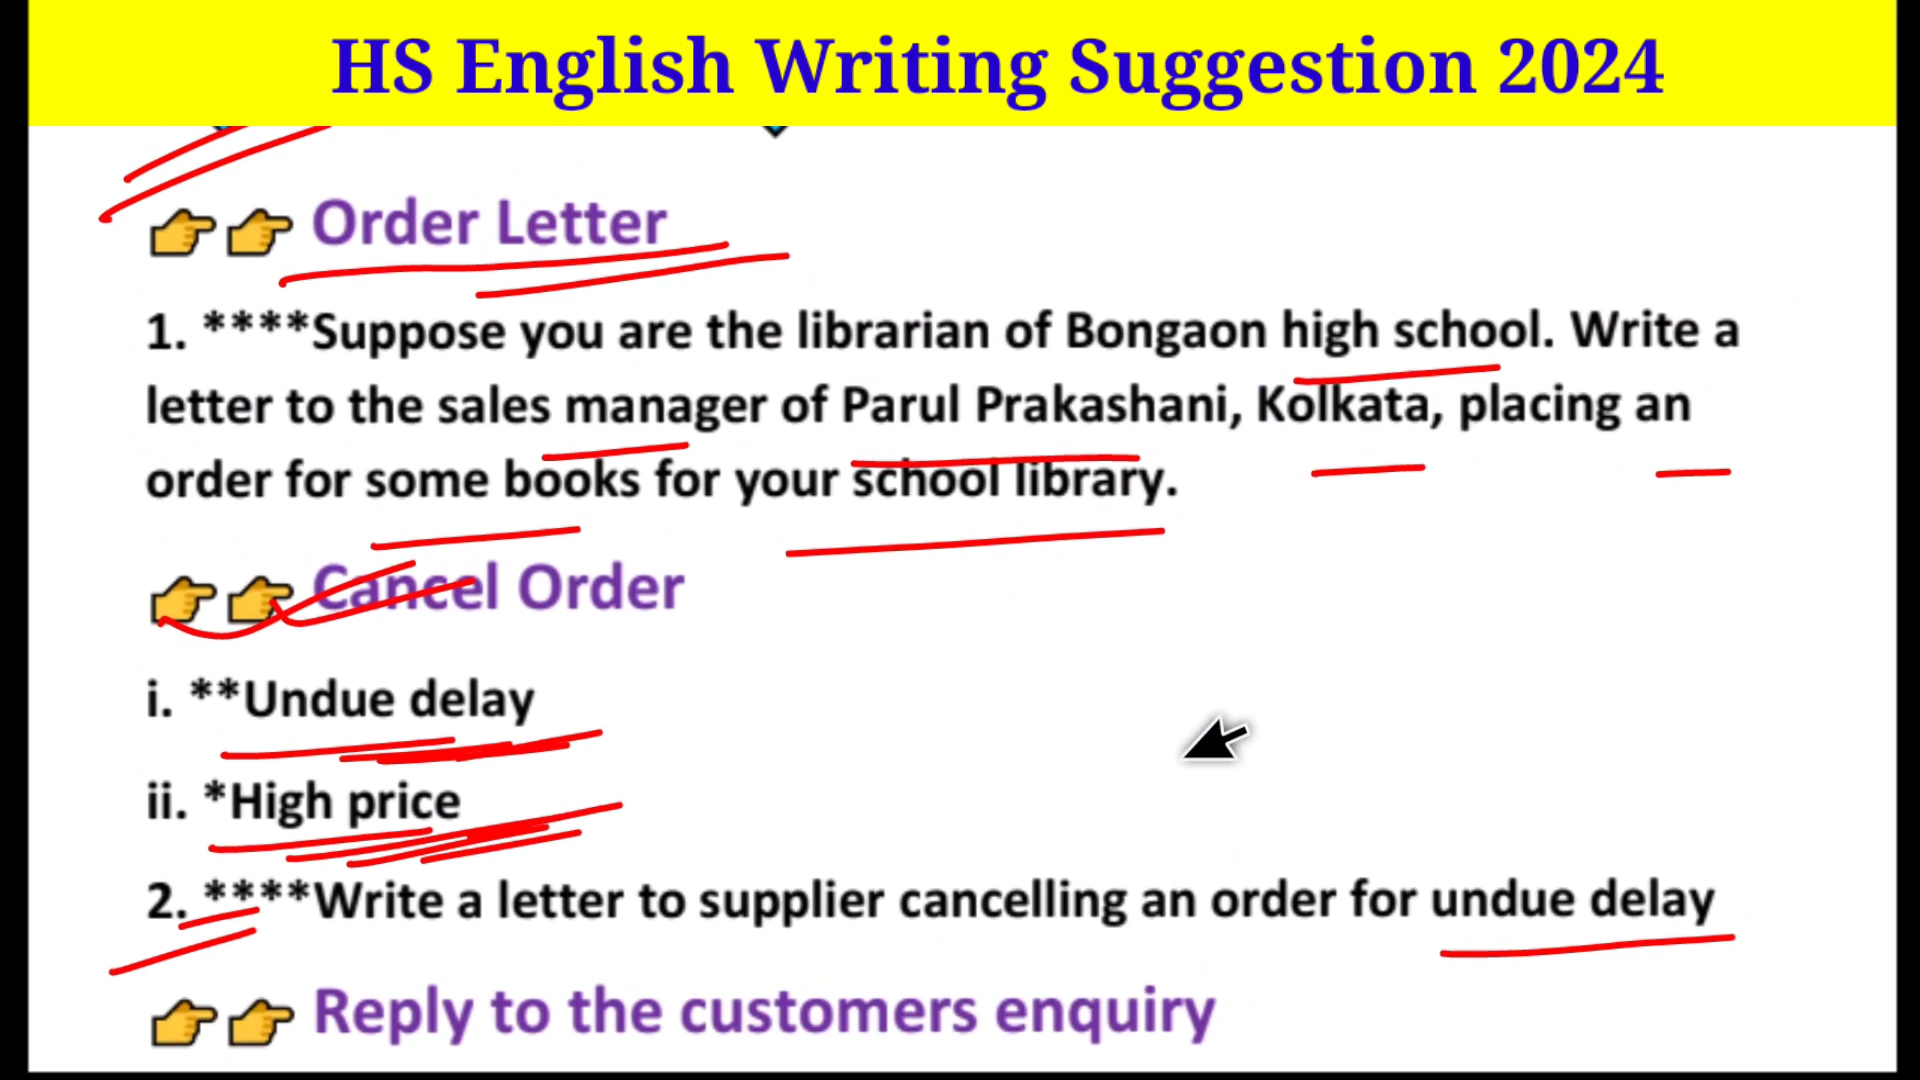 HS English Writing Suggestion 2024
👉👉 Order Letter
1. ****Suppose you are the librarian of Bongaon high school. Write a
letter to the sales manager of Parul Prakashani, Kolkata, placing an
order for some books for your school library.
👉👉 Cancel Order
i. **Undue delay
ii. *High price
2. ****Write a letter to supplier cancelling an order for undue delay
👉👉 Reply to the customers enquiry